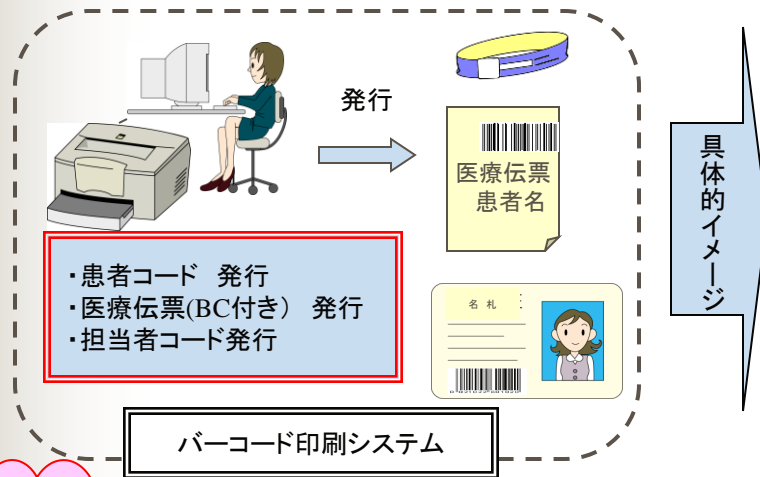 発行
医療伝票
患者名
・患者コード　発行
・医療伝票(BC付き）　発行
・担当者コード発行
名 札
バーコード印刷システム
具体的イメージ